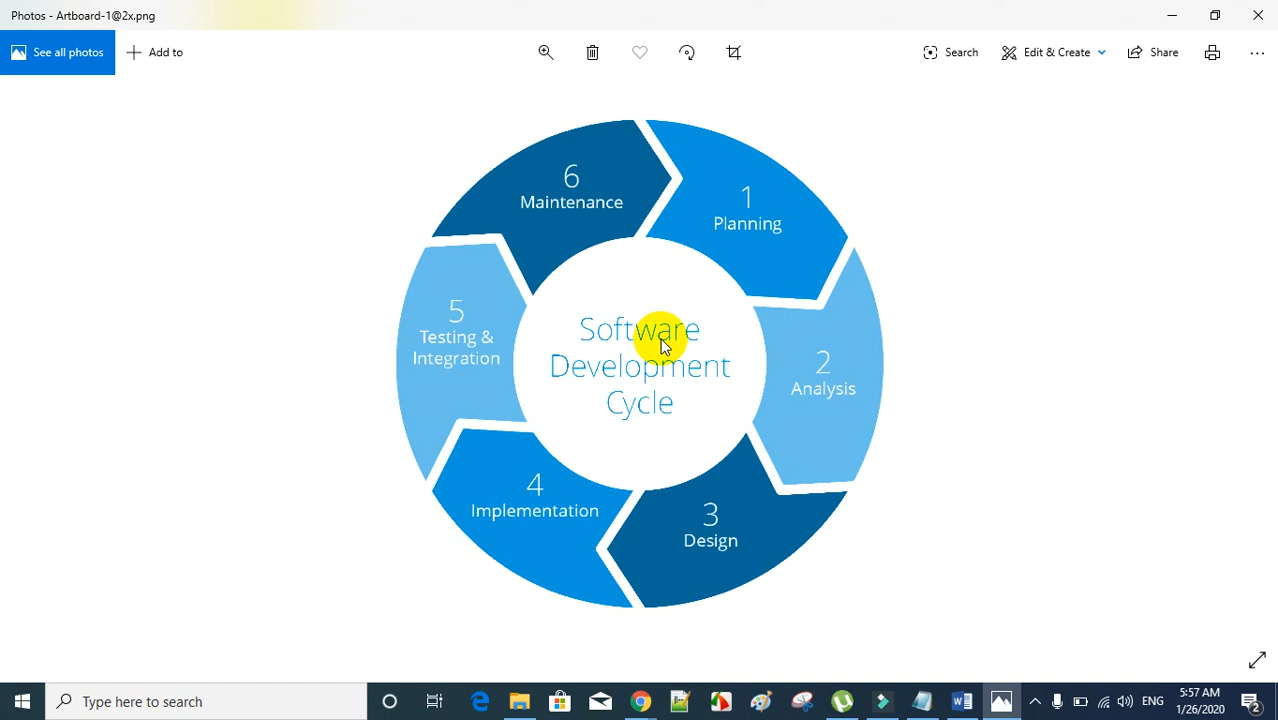 Photos - Artboard-1@2x.png
See all photos
Add to
Search
Edit & Create
Share
6
Maintenance
1
Planning
5
Testing &
Integration
Software
Development
Cycle
2
Analysis
4
Implementation
3
Design
Type here to search
ENG
5:57 AM
1/26/2020
2